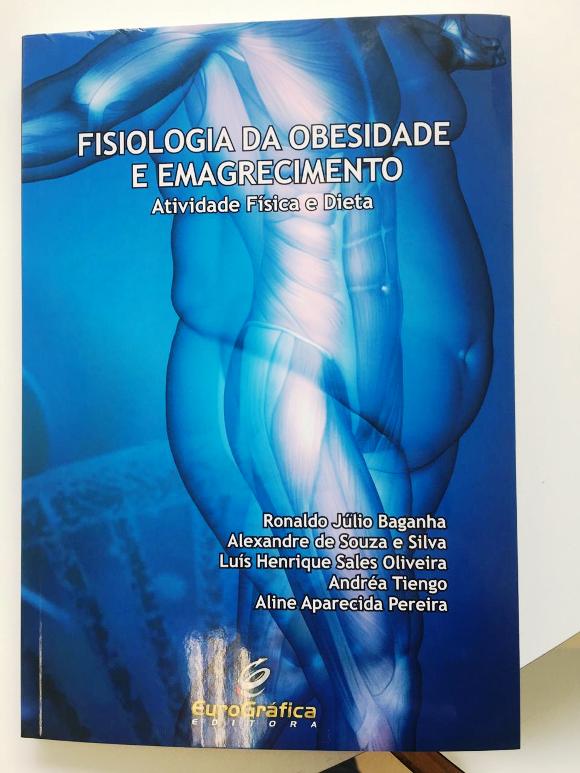 FISIOLOGIA DA OBESIDADE
E EMAGRECIMENTO
Atividade Física e Dieta
Ronaldo Júlio Baganha
Alexandre de Souza e Silva
Luís Henrique Sales Oliveira
Andréa Tiengo
Aline Aparecida Pereira
EuroGráfica
EDITORA